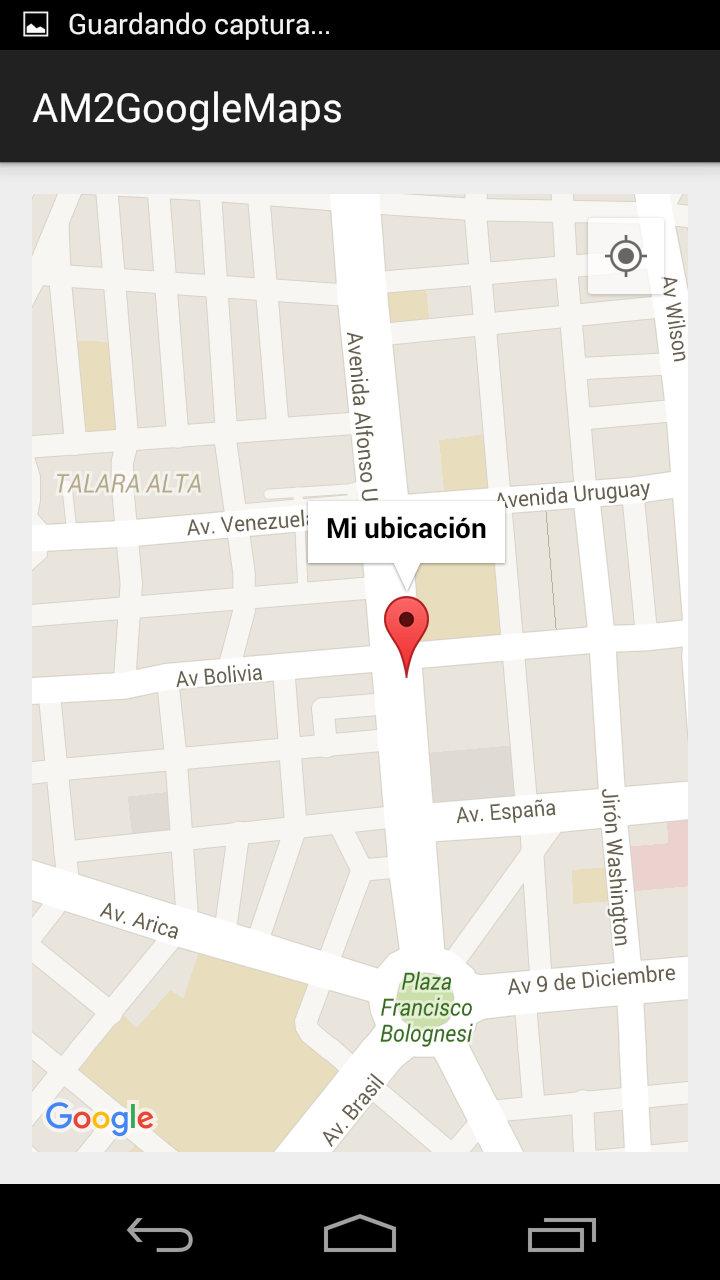 Guardando captura...
AM2GoogleMaps
Av Wilson
Avenida Alfonso U
TALARA ALTA
Avenida Uruguay
Av. Venezuela
Mi ubicación
Av Bolivia
Av. España
Jirón Washington
Av. Arica
Plaza
Francisco
Bolognesi
Av 9 de Diciembre
Av. Brasil
Google